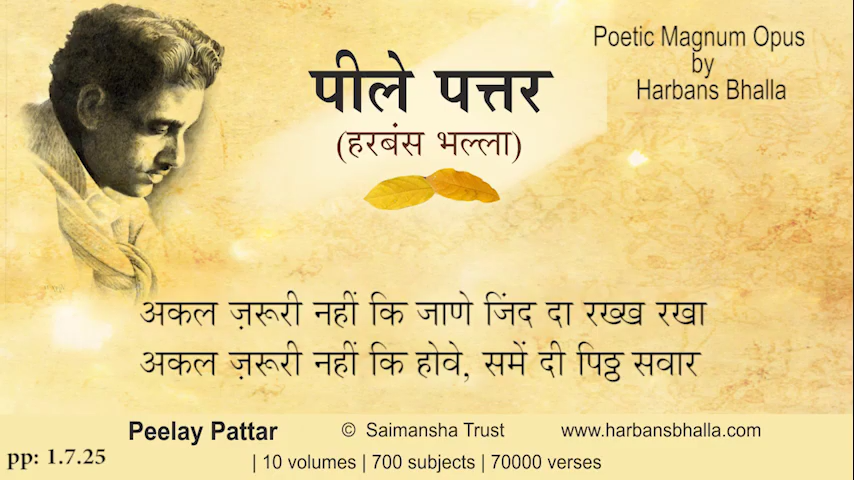 पीले पत्तर
(हरबंस भल्ला)
Poetic Magnum Opus
by
Harbans Bhalla
अकल ज़रूरी नहीं कि जाणे जिंद दा रख्ख रखा
अकल ज़रूरी नहीं कि होवे, समें दी पिठ्ठ सवार
Peelay Pattar © Saimansha Trust www.harbansbhalla.com
pp: 1.7.25
| 10 volumes | 700 subjects | 70000 verses